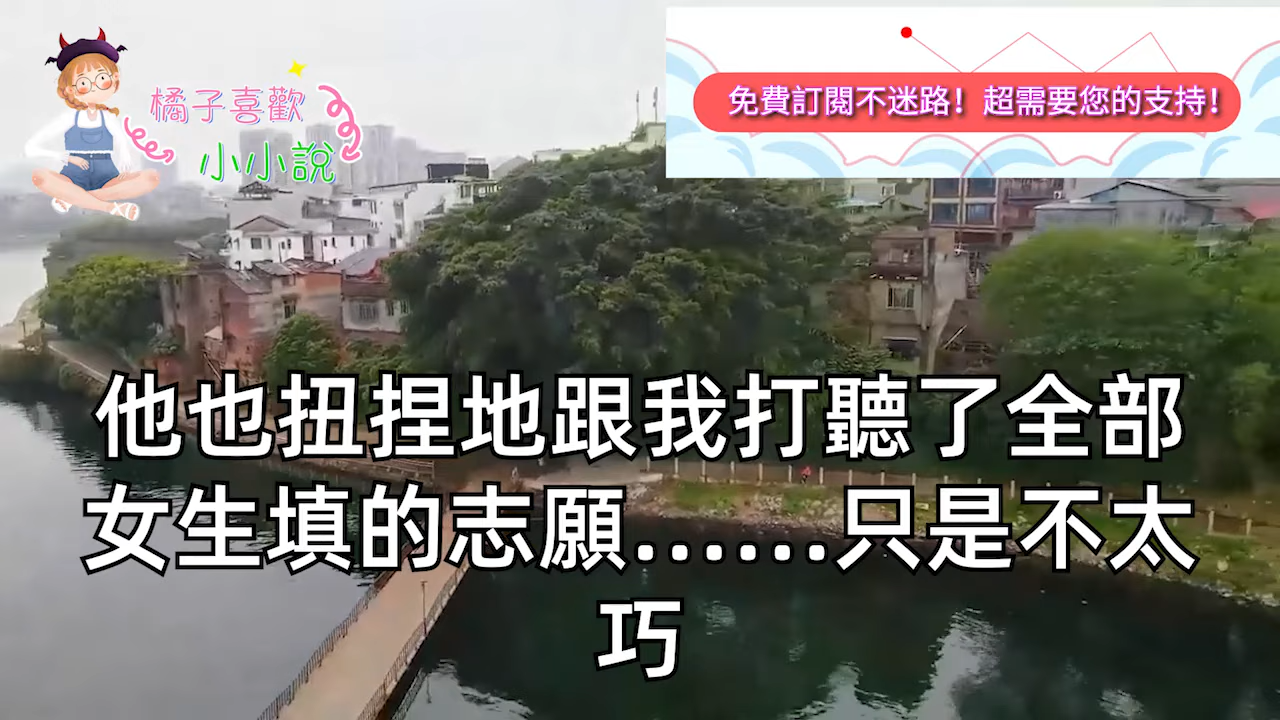 橘子喜歡
小小說
免費訂閱不迷路！超需要您的支持！
他也扭捏地跟我打聽了全部
女生填的志願......只是不太
巧